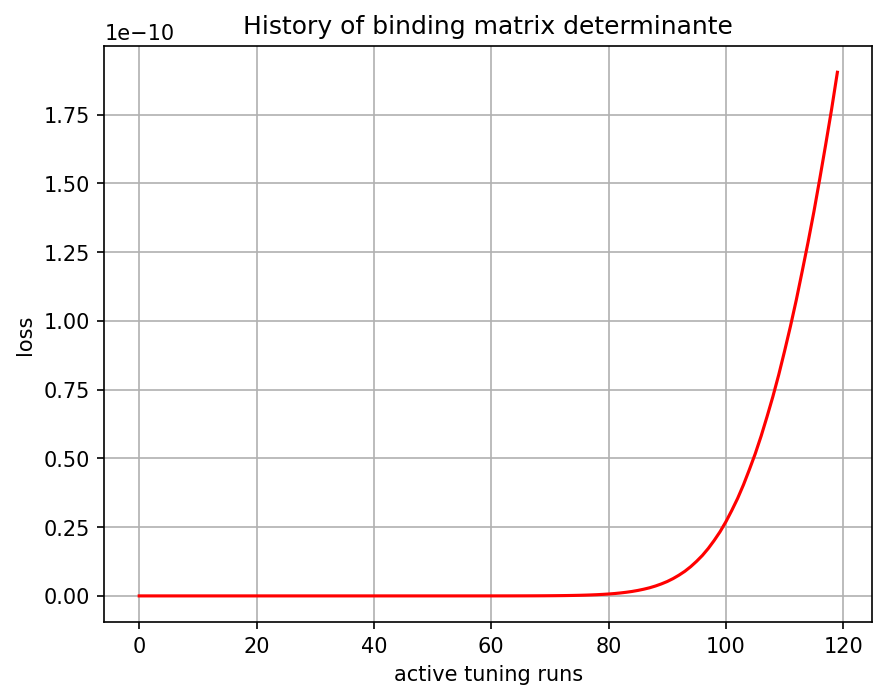 History of binding matrix determinante
1e−10
1.75
1.50
1.25
1.00
0.75
0.50
0.25
0.00
loss
0 20 40 60 80 100 120
active tuning runs